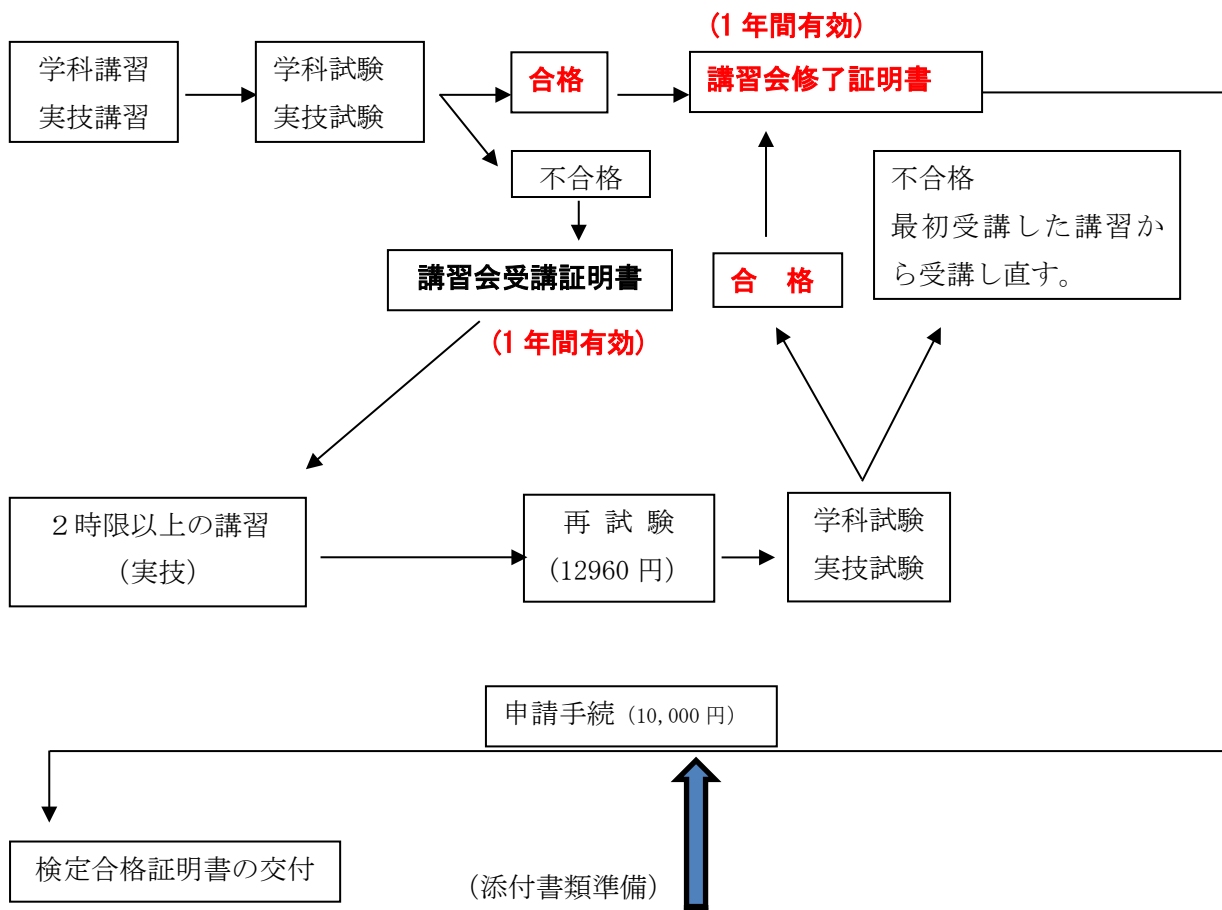 (1 年間有効)
学科講習
実技講習
学科試験
実技試験
合格
講習会修了証明書
不合格
不合格
最初受講した講習か
ら受講し直す。
講習会受講証明書
合　格
(1 年間有効)
２時限以上の講習
（実技）
再 試 験
（12960 円）
学科試験
実技試験
申請手続（10,000 円）
検定合格証明書の交付
（添付書類準備）